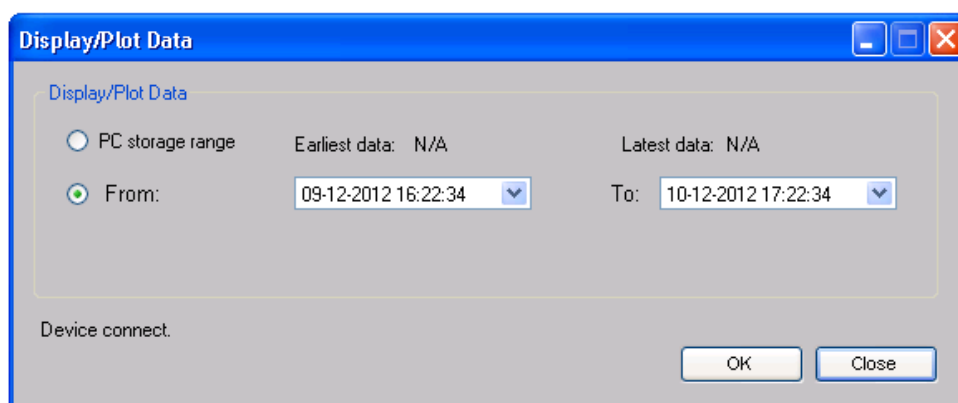 Display/Plot Data
Display/Plot Data
PC storage range Earliest data: N/A Latest data: N/A
From: 09-12-2012 16:22:34 To: 10-12-2012 17:22:34
Device connect.
OK Close